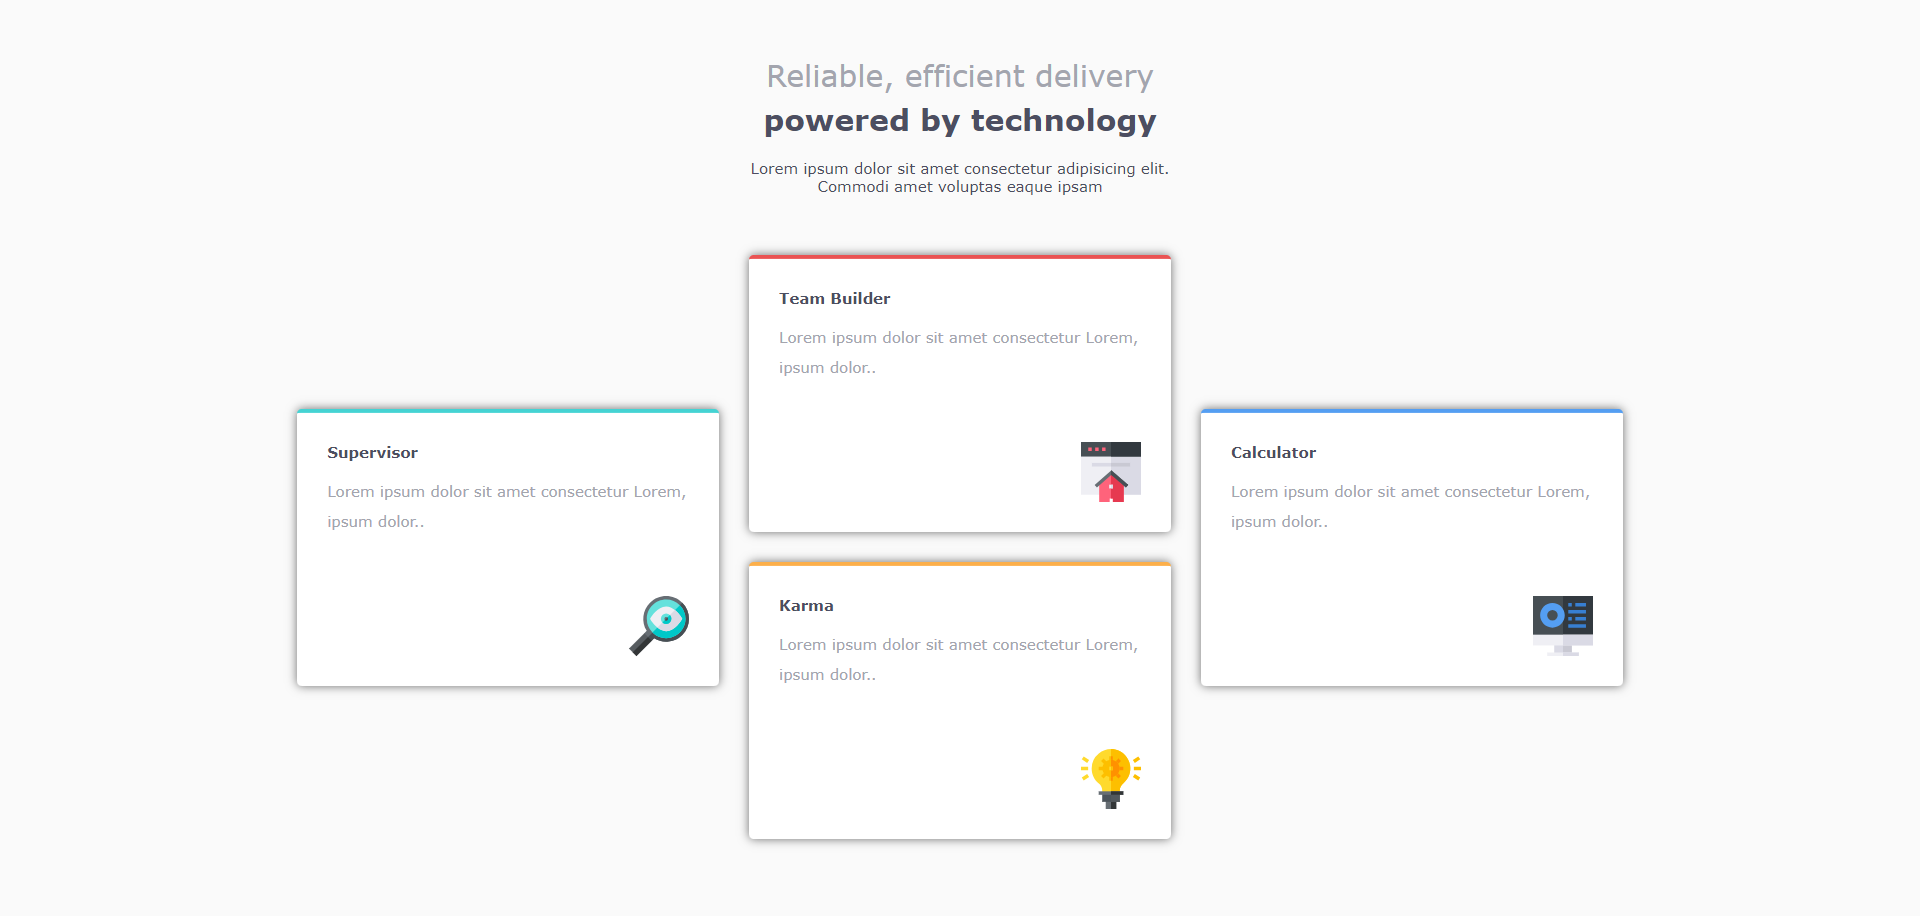 Reliable, efficient delivery
powered by technology
Lorem ipsum dolor sit amet consectetur adipisicing elit.
Commodi amet voluptas eaque ipsam
Team Builder
Lorem ipsum dolor sit amet consectetur Lorem,
ipsum dolor..
Supervisor
Lorem ipsum dolor sit amet consectetur Lorem,
ipsum dolor..
Calculator
Lorem ipsum dolor sit amet consectetur Lorem,
ipsum dolor..
Karma
Lorem ipsum dolor sit amet consectetur Lorem,
ipsum dolor..